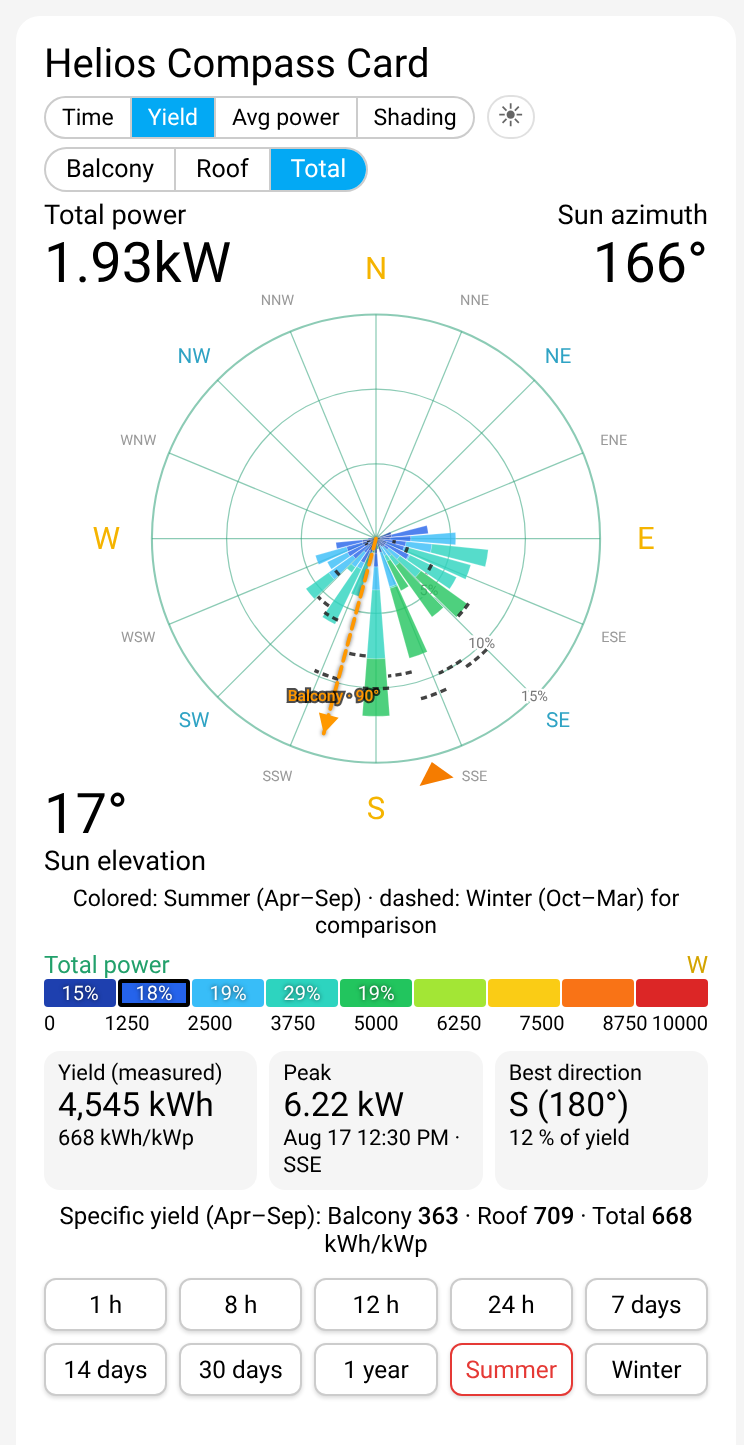 Helios Compass Card
Time Yield Avg power Shading
Balcony Roof Total
Total power Sun azimuth
1.93kW 166°
N
NNW NNE
NW NE
WNW ENE
W E
5%
WSW ESE
10%
Balcony · 90° 15%
SW SE
SSW SSE
S
17°
Sun elevation
Colored: Summer (Apr–Sep) · dashed: Winter (Oct–Mar) for
comparison
Total power W
15% 18% 19% 29% 19%
0 1250 2500 3750 5000 6250 7500 8750 10000
Yield (measured) Peak Best direction
4,545 kWh 6.22 kW S (180°)
668 kWh/kWp Aug 17 12:30 PM · 12 % of yield
SSE
Specific yield (Apr–Sep): Balcony 363 · Roof 709 · Total 668
kWh/kWp
1 h 8 h 12 h 24 h 7 days
14 days 30 days 1 year Summer Winter